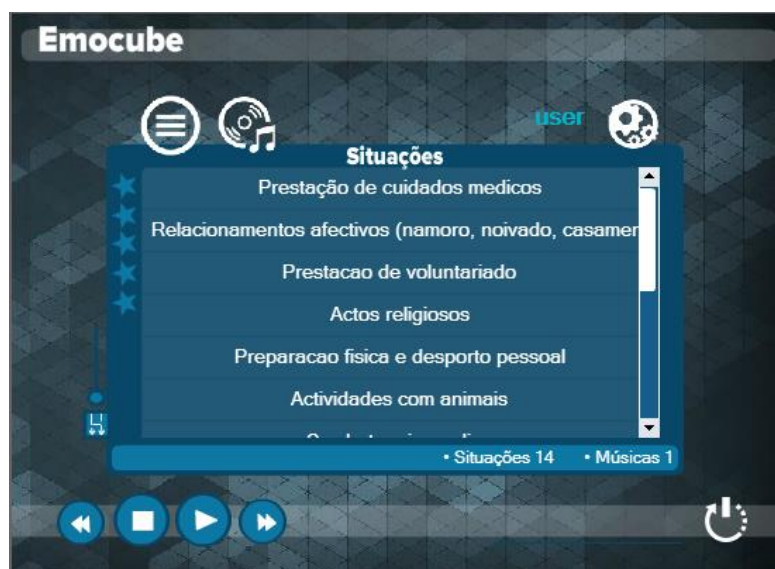 Emocube
user
Situações
Prestação de cuidados medicos
Relacionamentos afectivos (namoro, noivado, casamer
Prestacao de voluntariado
Actos religiosos
Preparacao fisica e desporto pessoal
Actividades com animais
• Situações 14 • Músicas 1